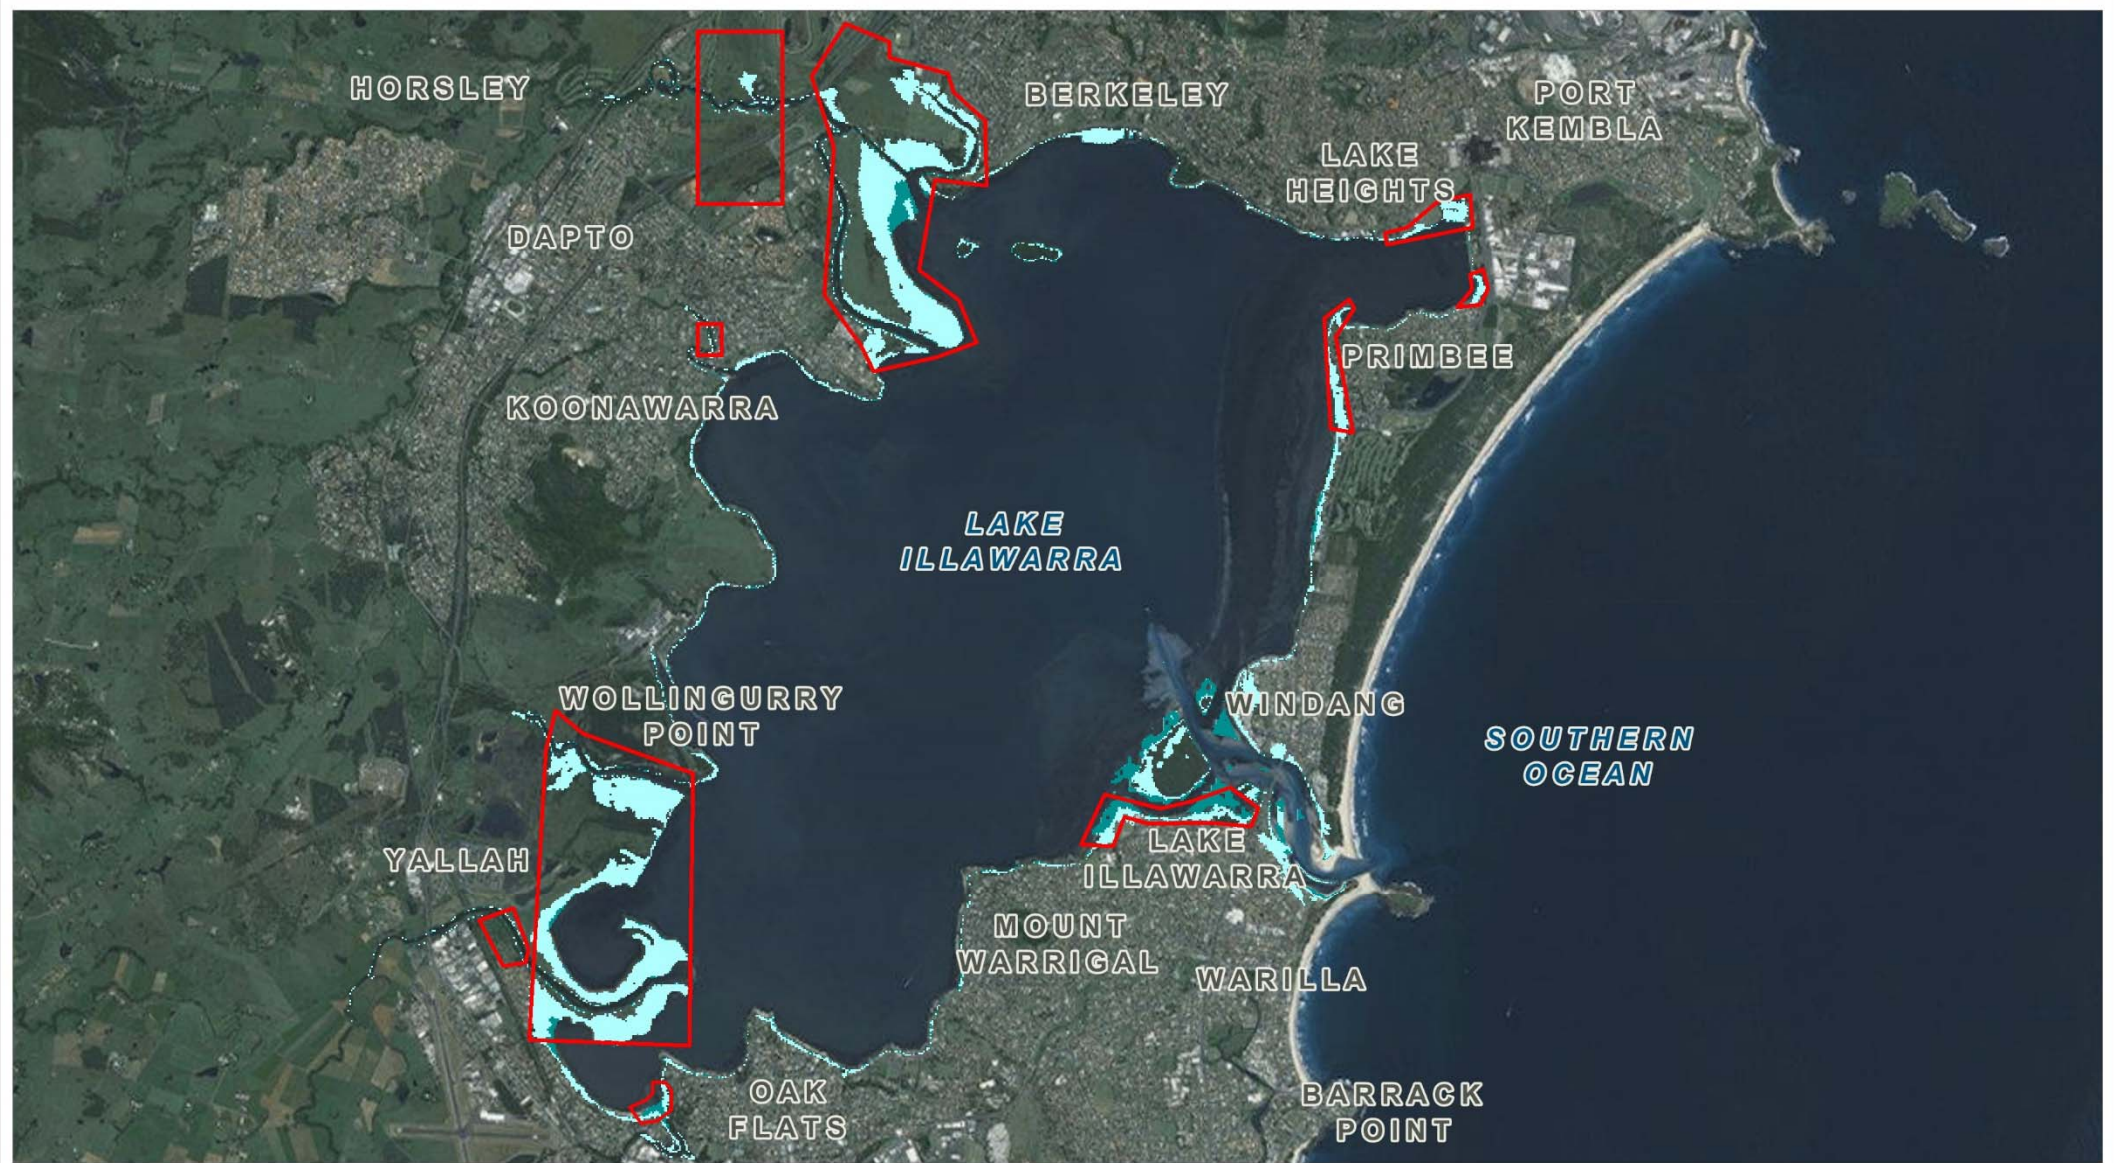 HORSLEY
BERKELEY
PORT
KEMBLA
LAKE
HEIGHTS
DAPTO
PRIMBEE
KOONAWARRA
LAKE
ILLAWARRA
WOLLINGURRY
POINT
WINDANG
SOUTHERN
OCEAN
YALLAH
LAKE
ILLAWARRA
MOUNT
WARRIGAL
WARILLA
OAK
FLATS
BARRACK
POINT